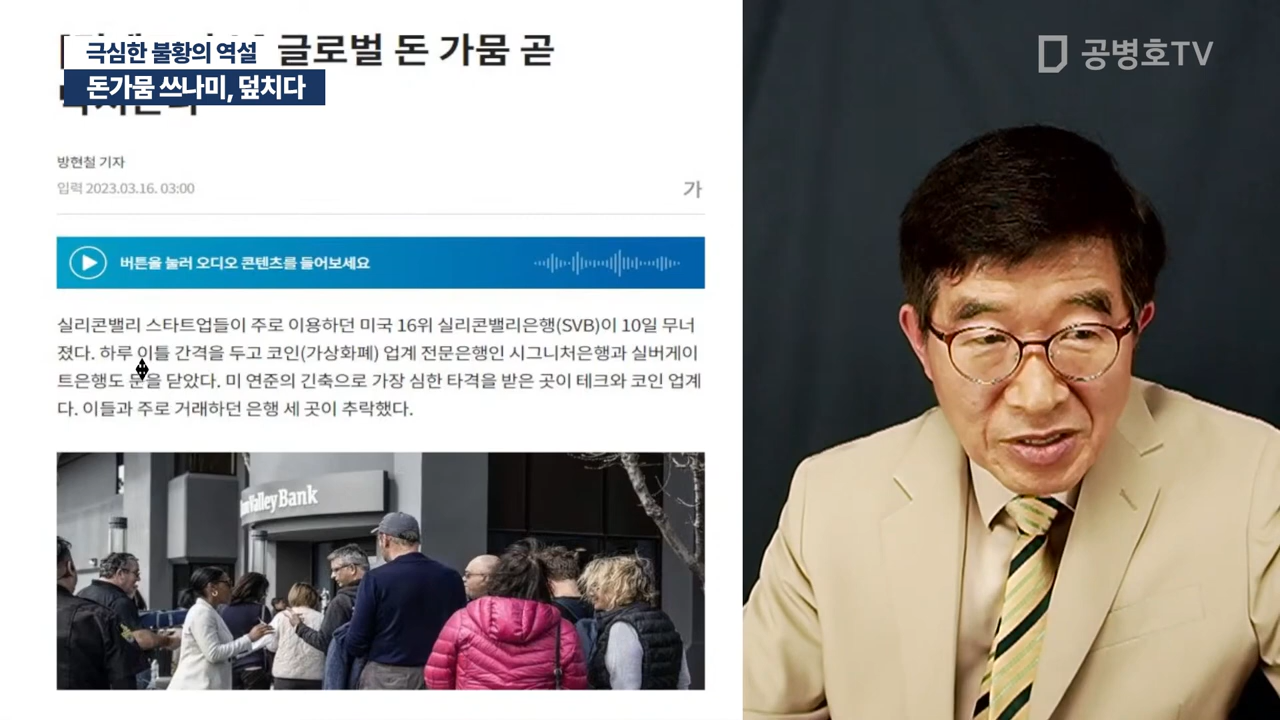 극심한 불황의 역설
글로벌 돈 가뭄 곧
돈가뭄 쓰나미, 덮치다
공병호TV
방현철 기자
입력 2023.03.16. 03:00
가
버튼을 눌러 오디오 콘텐츠를 들어보세요
실리콘밸리 스타트업들이 주로 이용하던 미국 16위 실리콘밸리은행(SVB)이 10일 무너
졌다. 하루 이틀 간격을 두고 코인(가상화폐) 업계 전문은행인 시그니처은행과 실버게이
트은행도 문을 닫았다. 미 연준의 긴축으로 가장 심한 타격을 받은 곳이 테크와 코인 업계
다. 이들과 주로 거래하던 은행 세 곳이 추락했다.
Valley Bank